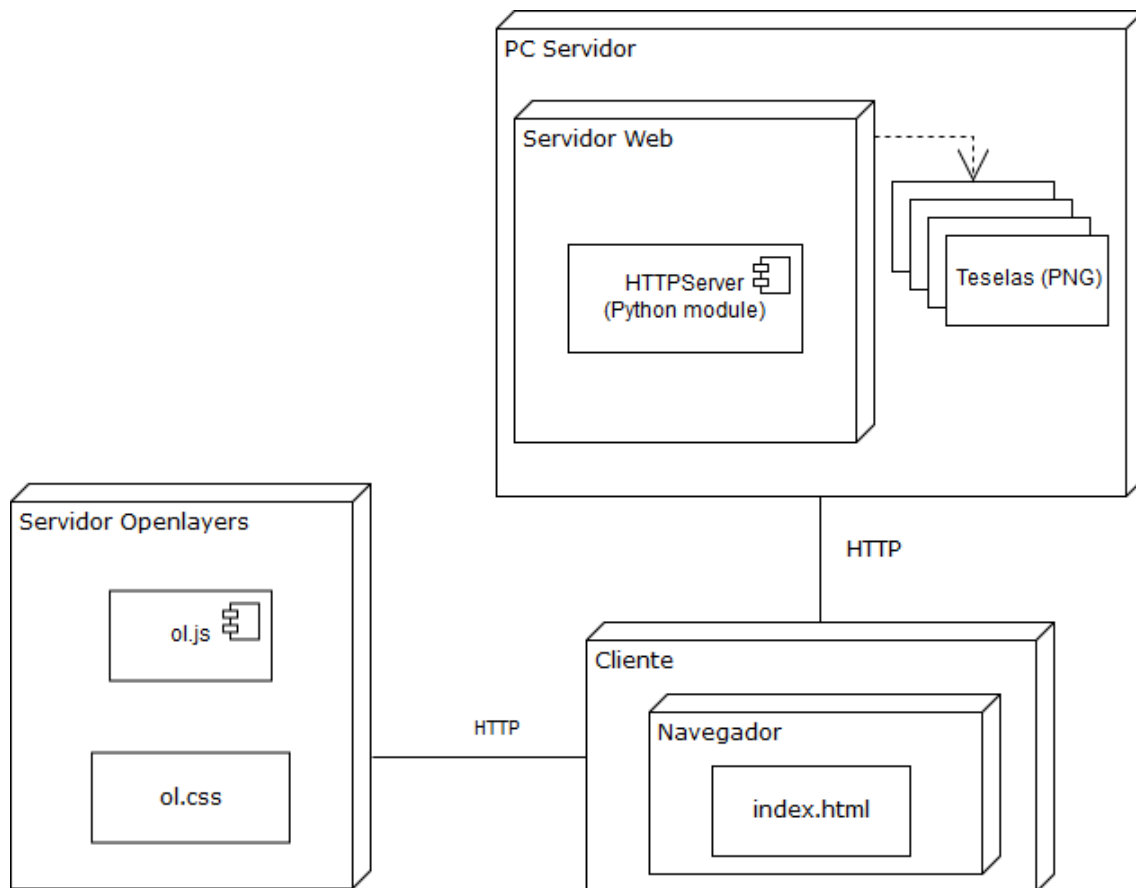 PC Servidor
Servidor Web
HTTPServer
(Python module)
Teselas (PNG)
HTTP
Servidor Openlayers
ol.js
ol.css
HTTP
Cliente
Navegador
index.html